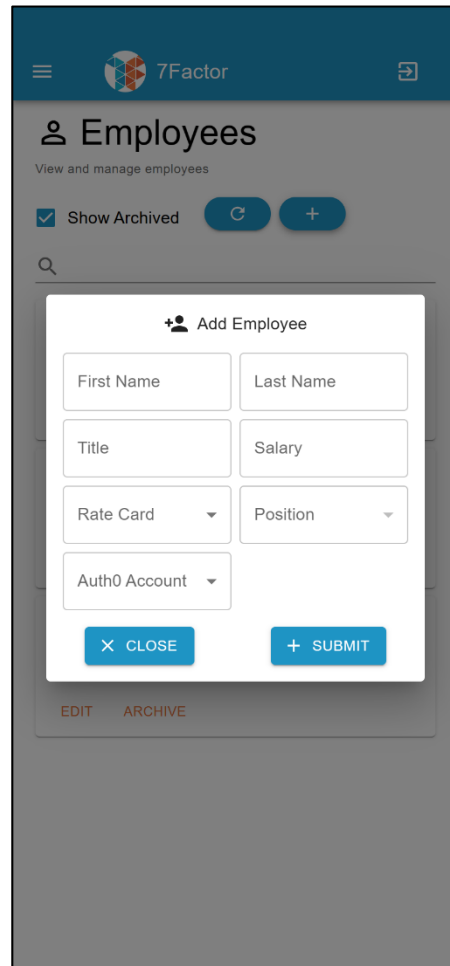 7Factor
Employees
View and manage employees
Show Archived
Add Employee
First Name
Last Name
Title
Salary
Rate Card
Position
Auth0 Account
CLOSE
SUBMIT
EDIT
ARCHIVE